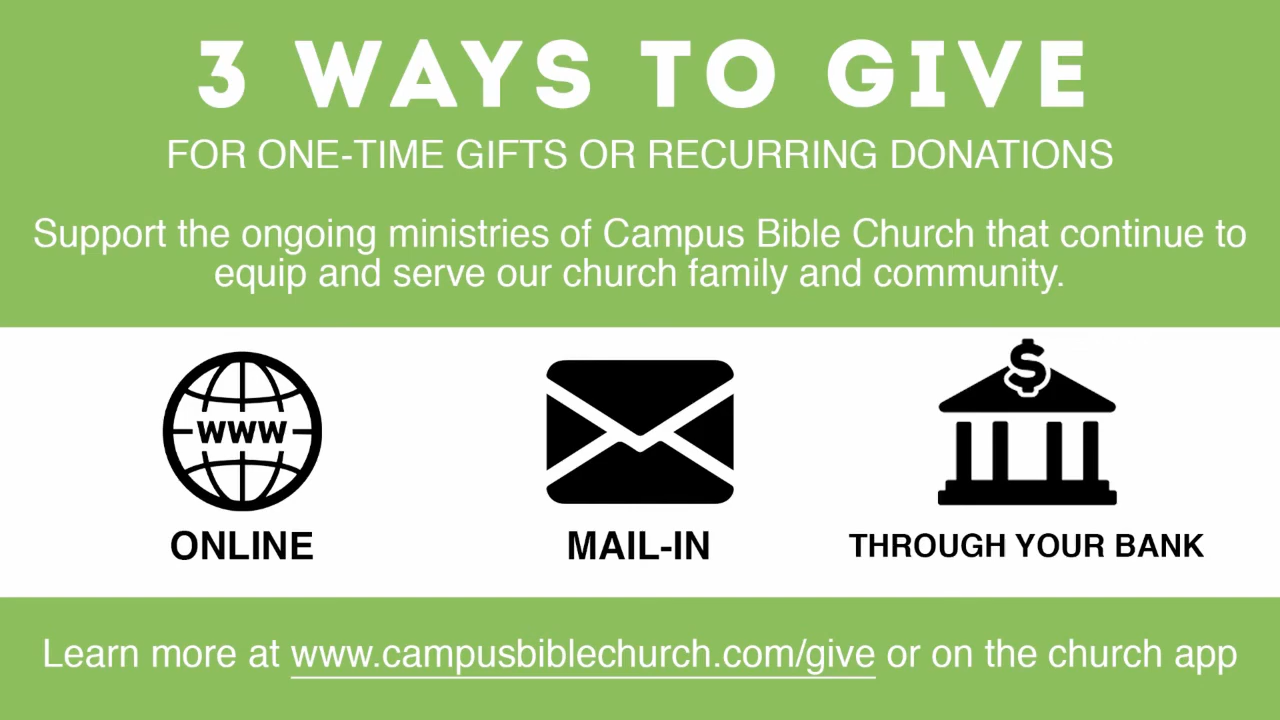 3 WAYS TO GIVE
FOR ONE-TIME GIFTS OR RECURRING DONATIONS
Support the ongoing ministries of Campus Bible Church that continue to
equip and serve our church family and community.
WWW
ONLINE
MAIL-IN
$
THROUGH YOUR BANK
Learn more at www.campusbiblechurch.com/give or on the church app